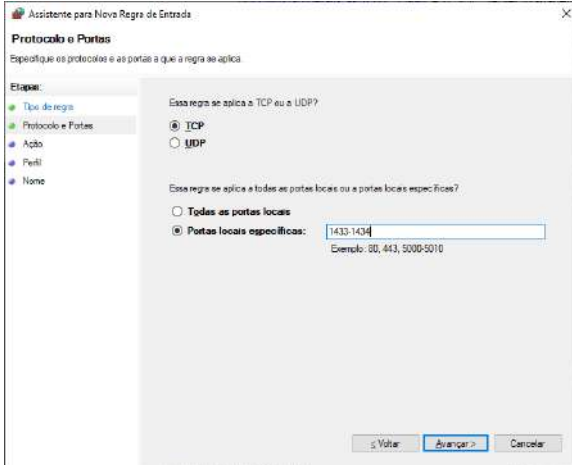 Assistente para Nova Regra de Entrada
Protocolo e Portas
Especifique os protocolos e as portas a que a regra se aplica.
Etapas:
Tipo de regra
Protocolo e Portas
Ação
Perfil
Nome
Essa regra se aplica a TCP ou a UDP?
TCP
UDP
Essa regra se aplica a todas as portas locais ou a portas locais específicas?
Todas as portas locais
Portas locais específicas: 1433-1434
Exemplo: 80, 443, 5000-5010
< Voltar Avançar > Cancelar